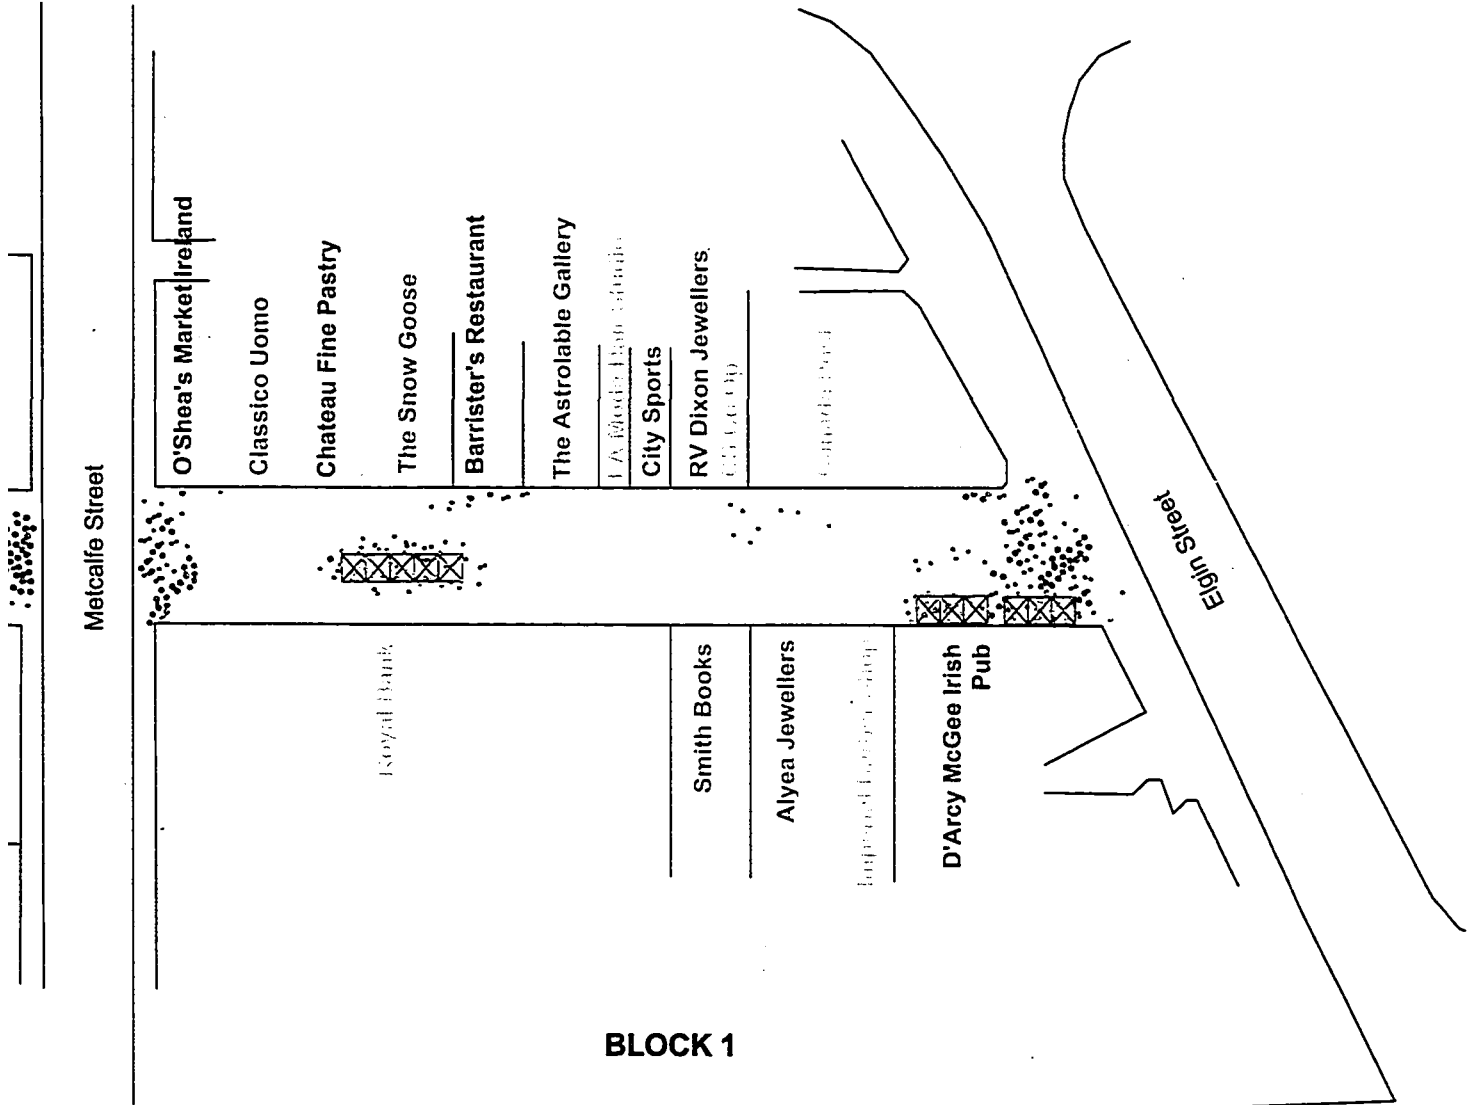 Metcalfe Street
O'Shea's Market Ireland
Classico Uomo
Chateau Fine Pastry
The Snow Goose
Barrister's Restaurant
The Astrolable Gallery
City Sports
RV Dixon Jewellers
Elgin Street
Royal Bank
Smith Books
Alyea Jewellers
D'Arcy McGee Irish
Pub
BLOCK 1